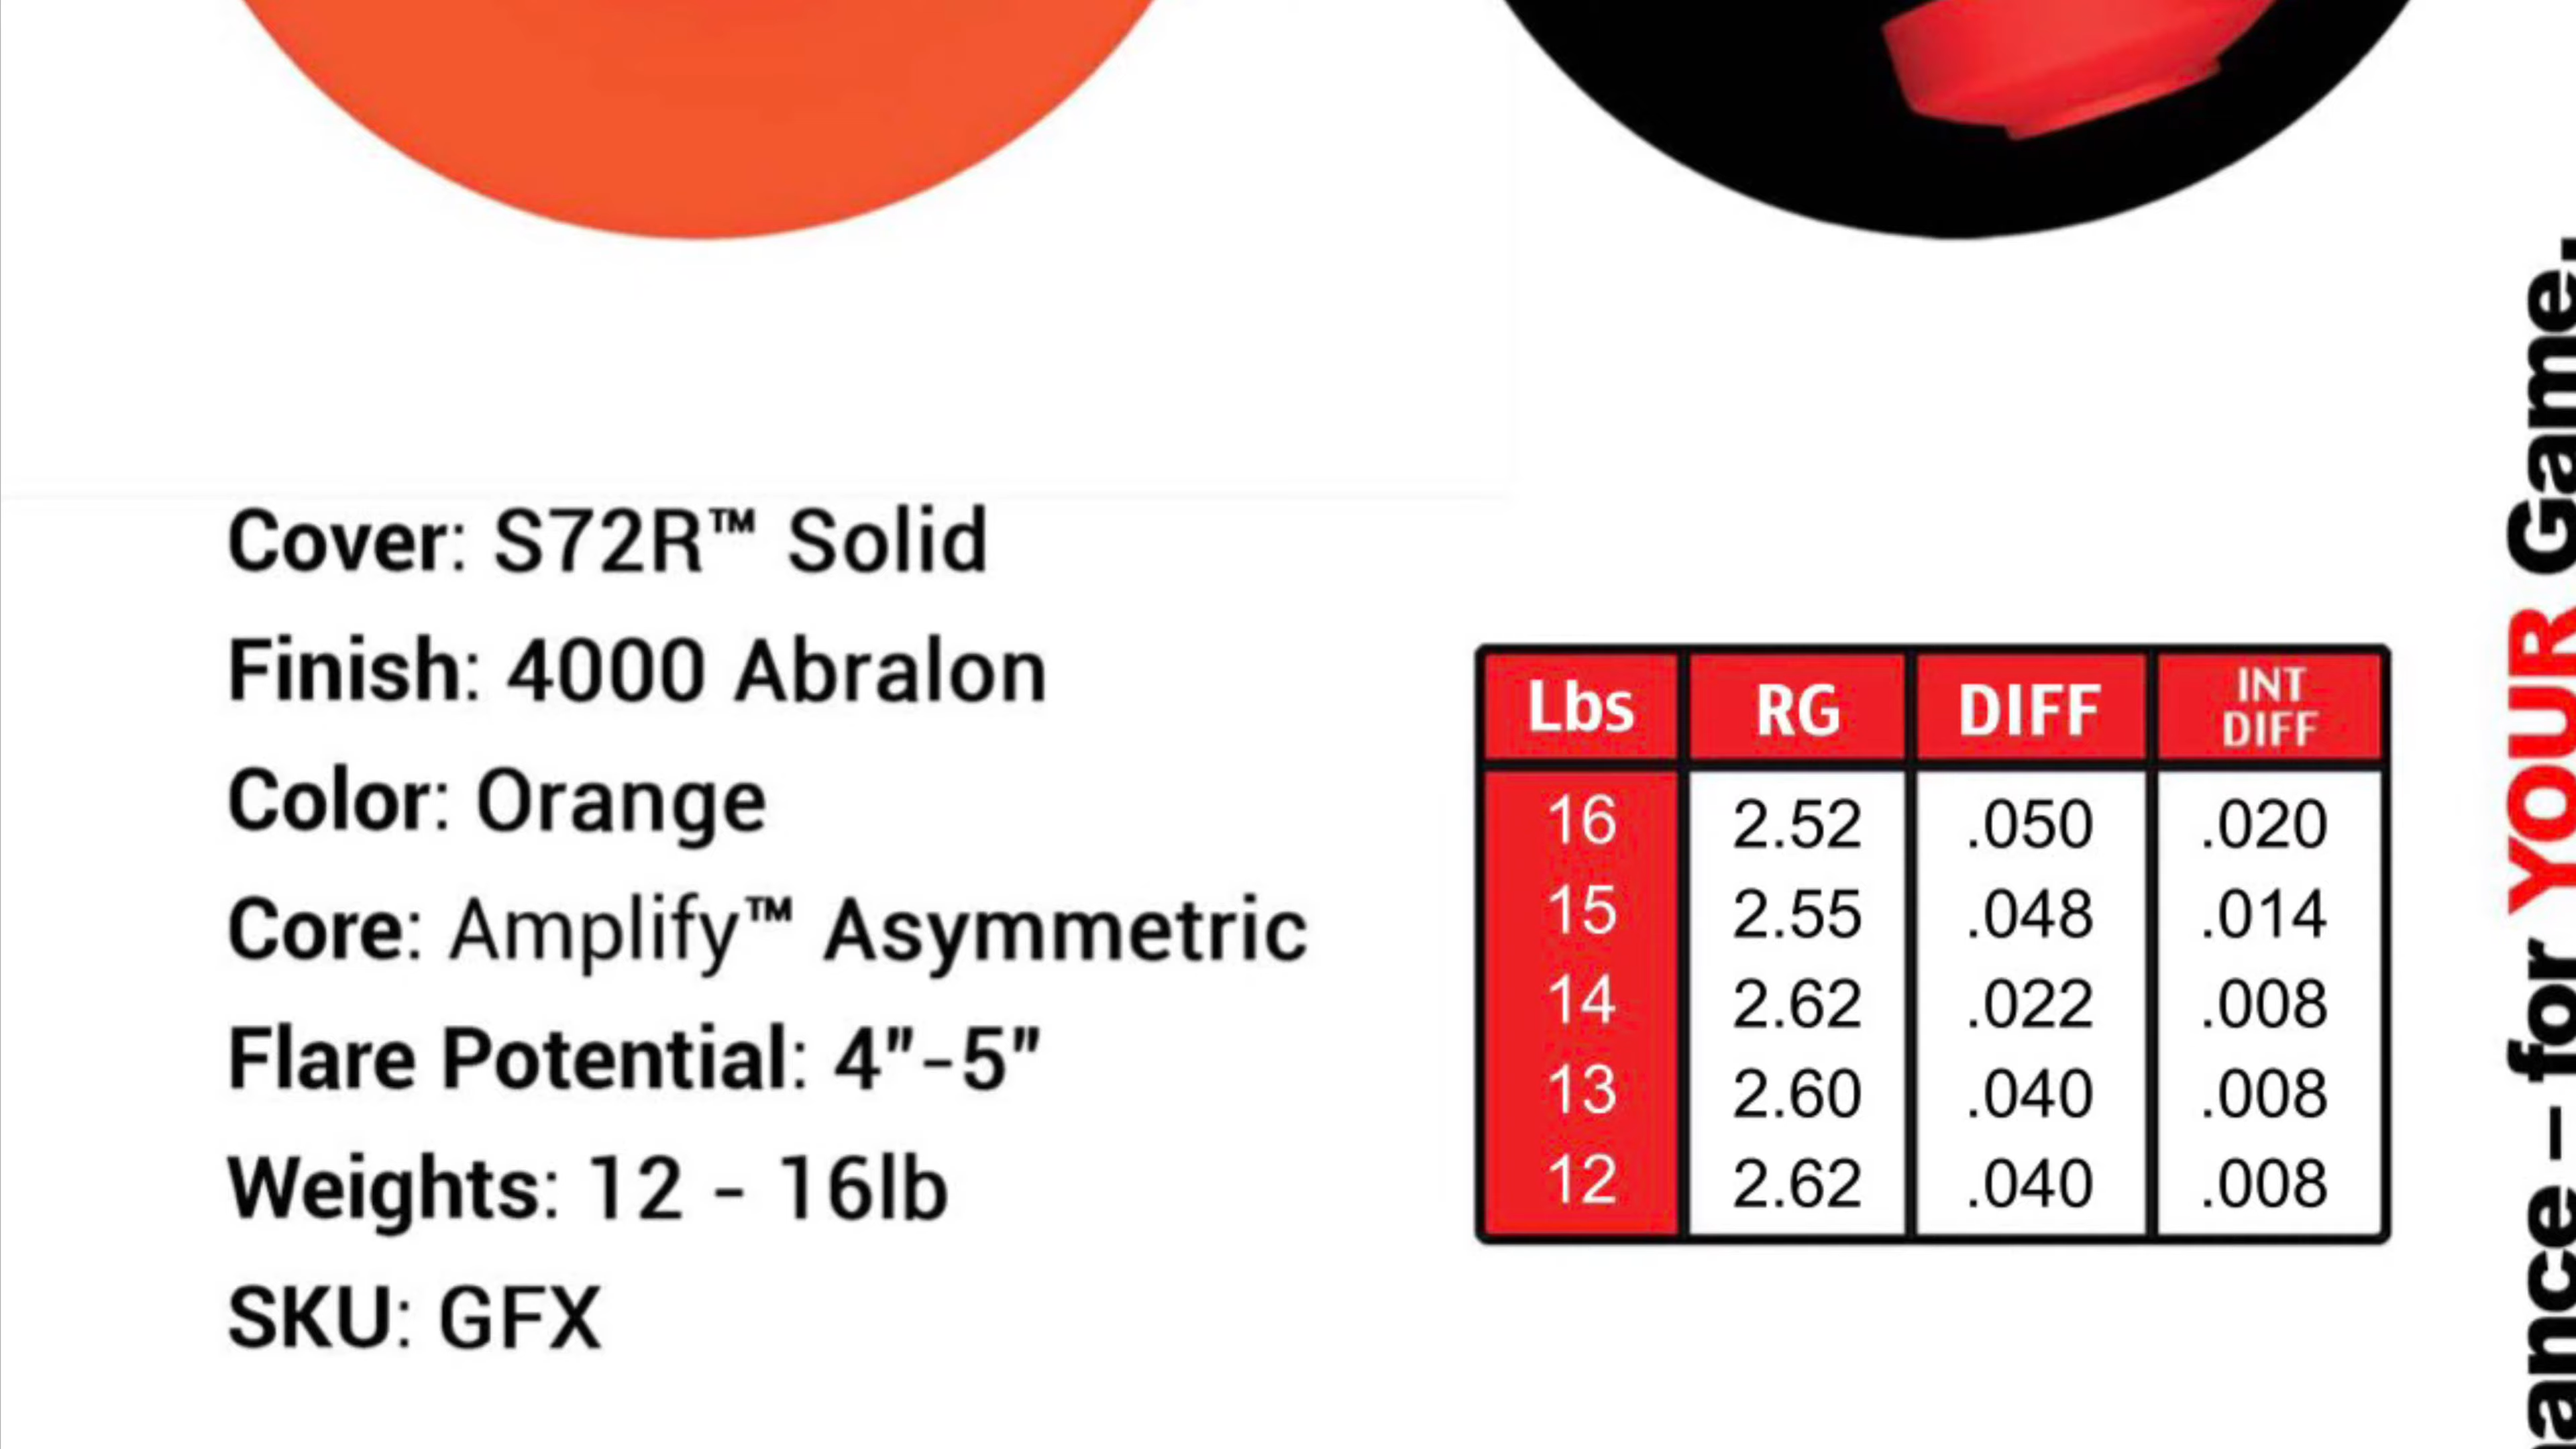 Cover: S72R™ Solid
Finish: 4000 Abralon
Color: Orange
Core: Amplify™ Asymmetric
Flare Potential: 4”-5”
Weights: 12 - 16lb
SKU: GFX
Lbs RG DIFF INT DIFF
16 2.52 .050 .020
15 2.55 .048 .014
14 2.62 .022 .008
13 2.60 .040 .008
12 2.62 .040 .008
– for YOUR Game.